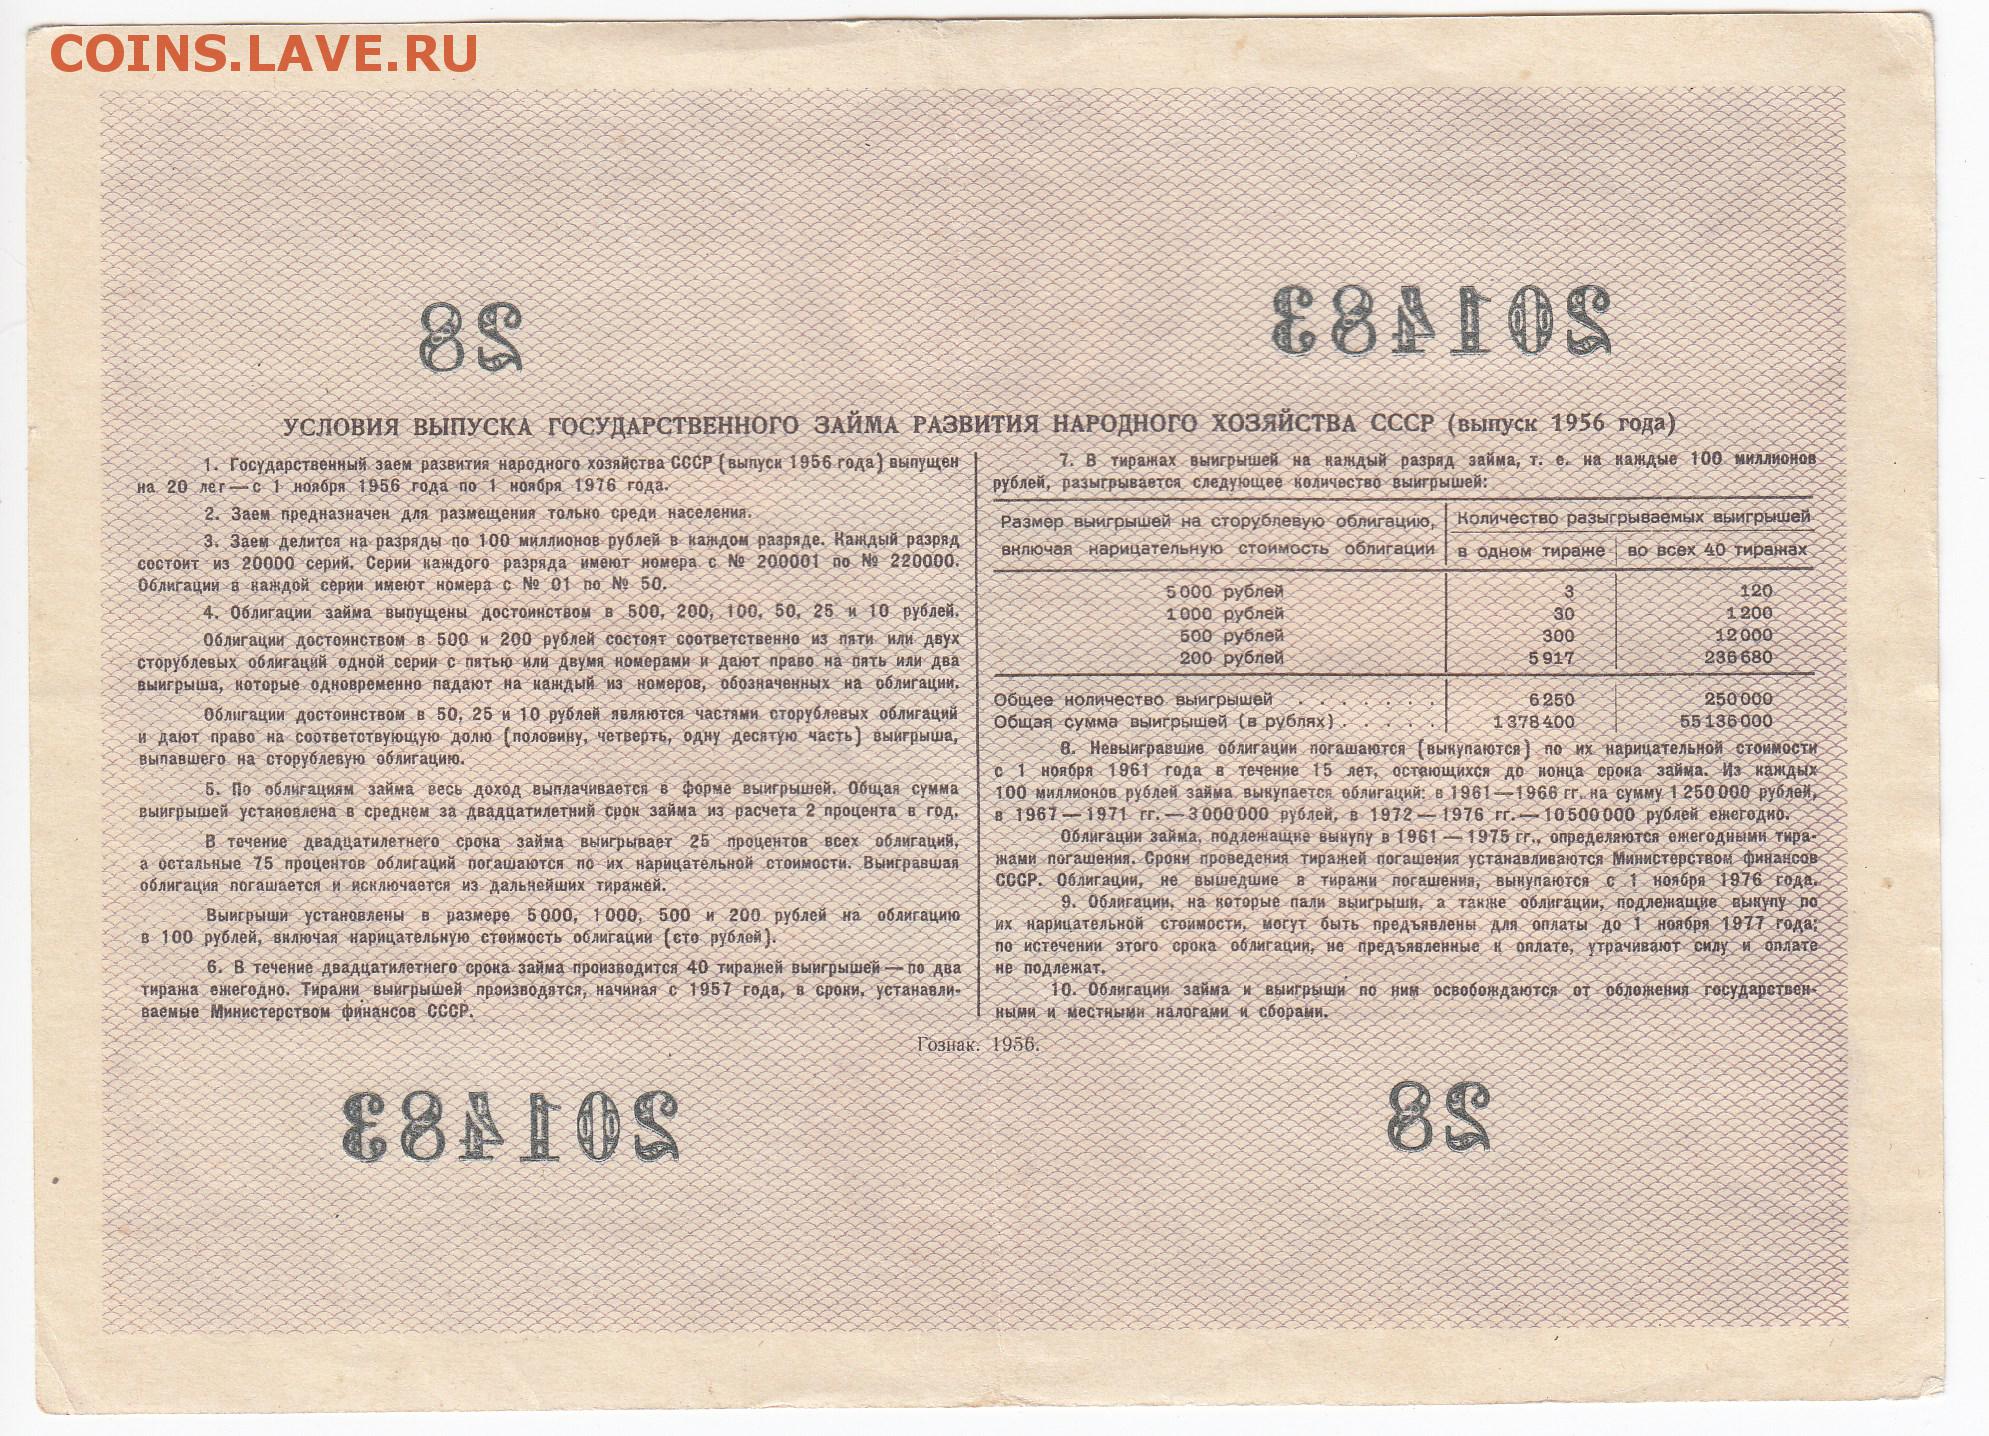 COINS.LAVE.RU
28 201483
УСЛОВИЯ ВЫПУСКА ГОСУДАРСТВЕННОГО ЗАЙМА РАЗВИТИЯ НАРОДНОГО ХОЗЯЙСТВА СССР (выпуск 1956 года)
1. Государственный заем развития народного хозяйства СССР (выпуск 1956 года) выпущен
на 20 лет—с 1 ноября 1956 года по 1 ноября 1976 года.
2. Заем предназначен для размещения только среди населения.
3. Заем делится на разряды по 100 миллионов рублей в каждом разряде. Каждый разряд
состоит из 20000 серий. Серии каждого разряда имеют номера с № 200001 по № 220000.
Облигации в каждой серии имеют номера с № 01 по № 50.
4. Облигации займа выпущены достоинством в 500, 200, 100, 50, 25 и 10 рублей.
Облигации достоинством в 500 и 200 рублей состоят соответственно из пяти или двух
сторублевых облигаций одной серии с пятью или двумя номерами и дают право на пять или два
выигрыша, которые одновременно падают на каждый из номеров, обозначенных на облигации.
Облигации достоинством в 50, 25 и 10 рублей являются частями сторублевых облигаций
и дают право на соответствующую долю (половину, четверть, одну десятую часть) выигрыша,
выпавшего на сторублевую облигацию.
5. По облигациям займа весь доход выплачивается в форме выигрышей. Общая сумма
выигрышей установлена в среднем за двадцатилетний срок займа из расчета 2 процента в год.
В течение двадцатилетнего срока займа выигрывает 25 процентов всех облигаций,
а остальные 75 процентов облигаций погашаются по их нарицательной стоимости. Выигравшая
облигация погашается и исключается из дальнейших тиражей.
Выигрыши установлены в размере 5000, 1000, 500 и 200 рублей на облигацию
в 100 рублей, включая нарицательную стоимость облигации (сто рублей).
6. В течение двадцатилетнего срока займа производится 40 тиражей выигрышей—по два
тиража ежегодно. Тиражи выигрышей производятся, начиная с 1957 года, в сроки, устанавли-
ваемые Министерством финансов СССР.
7. В тиражах выигрышей на каждый разряд займа, т. е. на каждые 100 миллионов
рублей, разыгрывается следующее количество выигрышей:
Размер выигрышей на сторублевую облигацию, Количество разыгрываемых выигрышей
включая нарицательную стоимость облигации в одном тираже во всех 40 тиражах
5000 рублей 3 120
1000 рублей 30 1200
500 рублей 300 12000
200 рублей 5917 236680
Общее количество выигрышей . . . . . . . 6250 250000
Общая сумма выигрышей (в рублях) . . . . . 1378400 55136000
8. Невыигравшие облигации погашаются (выкупаются) по их нарицательной стоимости
с 1 ноября 1961 года в течение 15 лет, остающихся до конца срока займа. Из каждых
100 миллионов рублей займа выкупается облигаций: в 1961—1966 гг. на сумму 1250000 рублей,
в 1967—1971 гг.—3000000 рублей, в 1972—1976 гг.—10500000 рублей ежегодно.
Облигации займа, подлежащие выкупу в 1961—1975 гг., определяются ежегодными тира-
жами погашения. Сроки проведения тиражей погашения устанавливаются Министерством финансов
СССР. Облигации, не вышедшие в тиражи погашения, выкупаются с 1 ноября 1976 года.
9. Облигации, на которые пали выигрыши, а также облигации, подлежащие выкупу по
их нарицательной стоимости, могут быть предъявлены для оплаты до 1 ноября 1977 года;
по истечении этого срока облигации, не предъявленные к оплате, утрачивают силу и оплате
не подлежат.
10. Облигации займа и выигрыши по ним освобождаются от обложения государствен-
ными и местными налогами и сборами.
Гознак. 1956.
201483 28